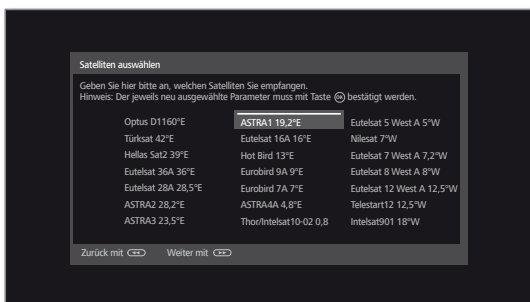 Satelliten auswählen
Geben Sie hier bitte an, welchen Satelliten Sie empfangen.
Hinweis: Der jeweils neu ausgewählte Parameter muss mit Taste OK bestätigt werden.
Optus D1160°E ASTRA1 19,2°E Eutelsat 5 West A 5°W
Türksat 42°E Eutelsat 16A 16°E Nilesat 7°W
Hellas Sat2 39°E Hot Bird 13°E Eutelsat 7 West A 7,2°W
Eutelsat 36A 36°E Eurobird 9A 9°E Eutelsat 8 West A 8°W
Eutelsat 28A 28,5°E Eurobird 7A 7°E Eutelsat 12 West A 12,5°W
ASTRA2 28,2°E ASTRA4A 4,8°E Telestart12 12,5°W
ASTRA3 23,5°E Thor/Intelsat10-02 0,8 Intelsat901 18°W
Zurück mit Weiter mit